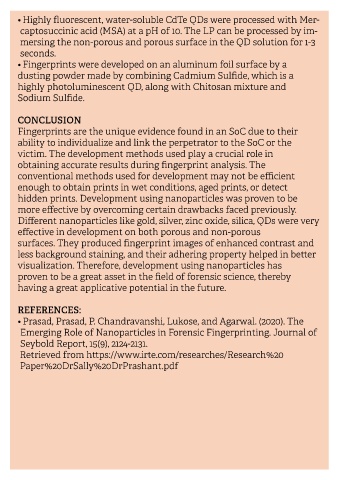 • Highly fluorescent, water-soluble CdTe QDs were processed with Mer-
captosuccinic acid (MSA) at a pH of 10. The LP can be processed by im-
mersing the non-porous and porous surface in the QD solution for 1-3
seconds.
• Fingerprints were developed on an aluminum foil surface by a
dusting powder made by combining Cadmium Sulfide, which is a
highly photoluminescent QD, along with Chitosan mixture and
Sodium Sulfide.
CONCLUSION
Fingerprints are the unique evidence found in an SoC due to their
ability to individualize and link the perpetrator to the SoC or the
victim. The development methods used play a crucial role in
obtaining accurate results during fingerprint analysis. The
conventional methods used for development may not be efficient
enough to obtain prints in wet conditions, aged prints, or detect
hidden prints. Development using nanoparticles was proven to be
more effective by overcoming certain drawbacks faced previously.
Different nanoparticles like gold, silver, zinc oxide, silica, QDs were very
effective in development on both porous and non-porous
surfaces. They produced fingerprint images of enhanced contrast and
less background staining, and their adhering property helped in better
visualization. Therefore, development using nanoparticles has
proven to be a great asset in the field of forensic science, thereby
having a great applicative potential in the future.
REFERENCES:
• Prasad, Prasad, P. Chandravanshi, Lukose, and Agarwal. (2020). The
Emerging Role of Nanoparticles in Forensic Fingerprinting. Journal of
Seybold Report, 15(9), 2124-2131.
Retrieved from https://www.irte.com/researches/Research%20
Paper%20DrSally%20DrPrashant.pdf